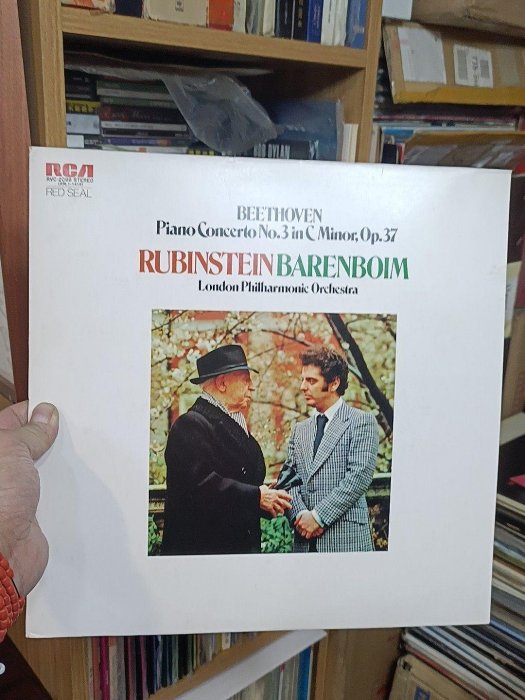 RCA
RED SEAL
BEETHOVEN
Piano Concerto No.3 in C Minor, Op.37
RUBINSTEIN BARENBOIM
London Philharmonic Orchestra
BOB DYLAN